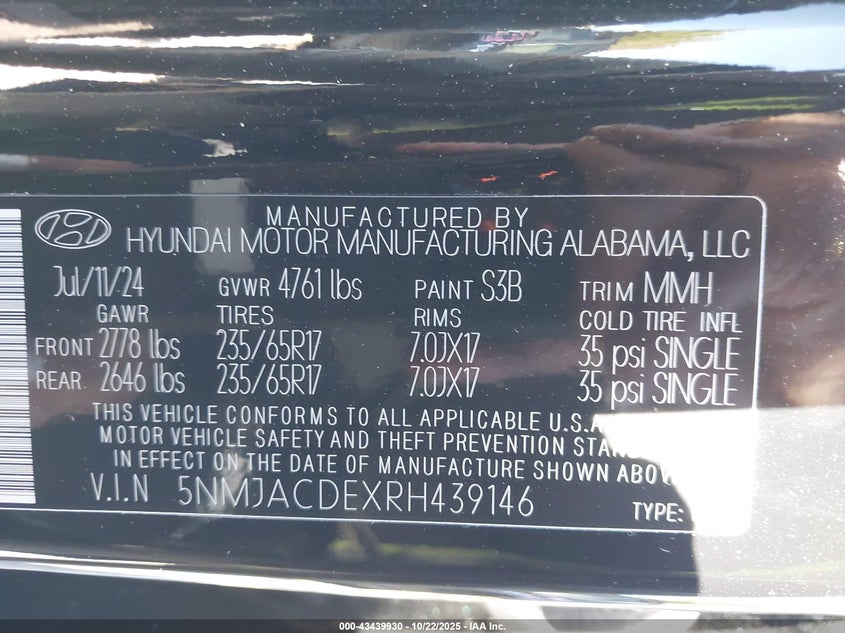 MANUFACTURED BY
HYUNDAI MOTOR MANUFACTURING ALABAMA, LLC
Jul/11/24 GVWR 4761 lbs PAINT S3B TRIM MMH
GAWR TIRES RIMS COLD TIRE INFL
FRONT 2778 lbs 235/65R17 7.0JX17 35 psi SINGLE
REAR 2646 lbs 235/65R17 7.0JX17 35 psi SINGLE
THIS VEHICLE CONFORMS TO ALL APPLICABLE U.S.A
MOTOR VEHICLE SAFETY AND THEFT PREVENTION STAN
IN EFFECT ON THE DATE OF MANUFACTURE SHOWN ABOV
V.I.N 5NMJACDEXRH439146
TYPE:
000-43439930 - 10/22/2025 - IAA Inc.